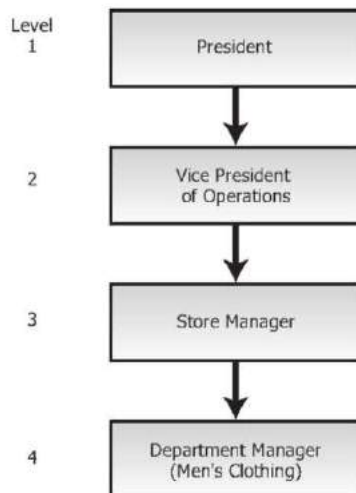 Level
1
President
2
Vice President
of Operations
3
Store Manager
4
Department Manager
(Men's Clothing)